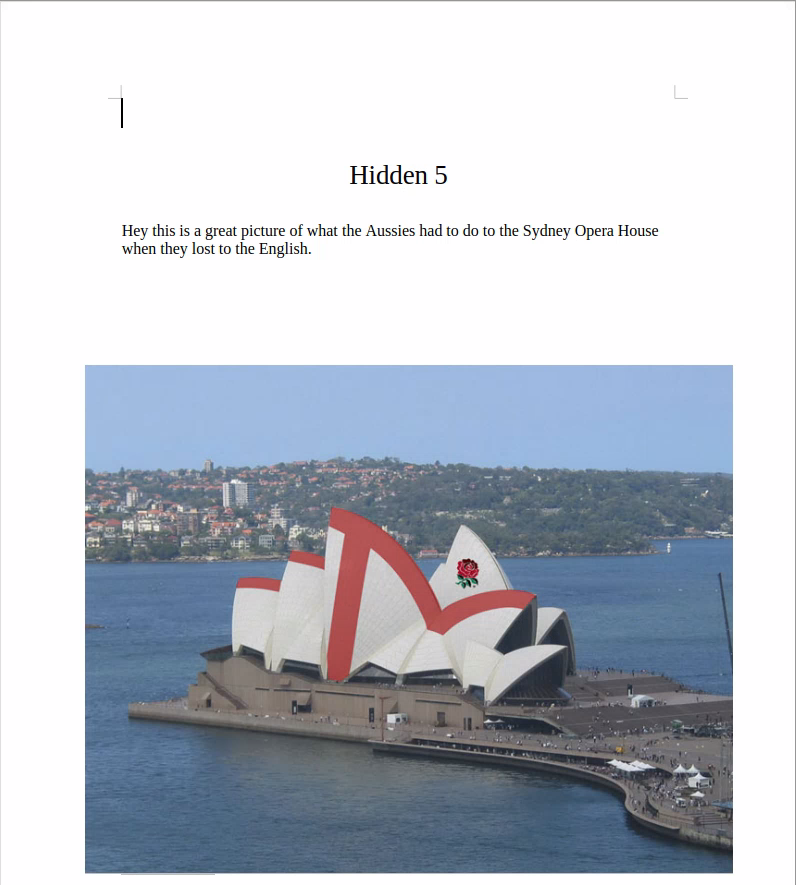 Hidden 5
Hey this is a great picture of what the Aussies had to do to the Sydney Opera House
when they lost to the English.